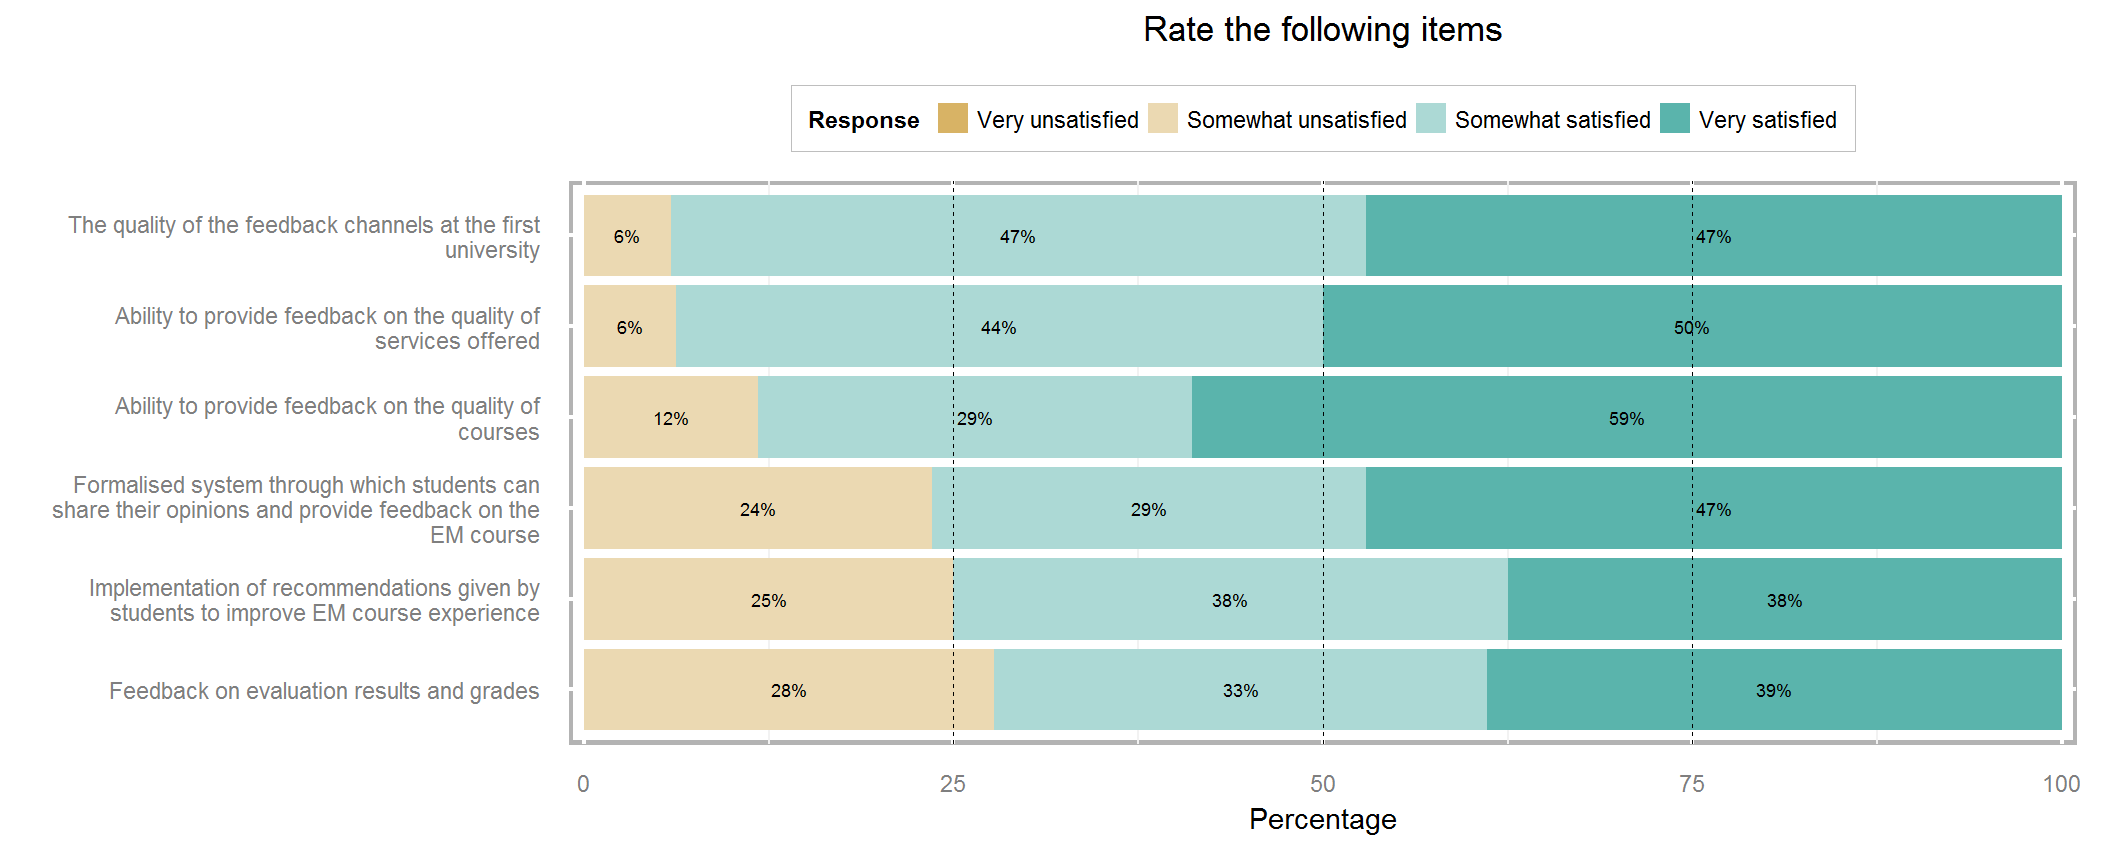 Rate the following items
Response Very unsatisfied Somewhat unsatisfied Somewhat satisfied Very satisfied
The quality of the feedback channels at the first
university
6% 47% 47%
Ability to provide feedback on the quality of
services offered
6% 44% 50%
Ability to provide feedback on the quality of
courses
12% 29% 59%
Formalised system through which students can
share their opinions and provide feedback on the
EM course
24% 29% 47%
Implementation of recommendations given by
students to improve EM course experience
25% 38% 38%
Feedback on evaluation results and grades
28% 33% 39%
0 25 50 75 100
Percentage